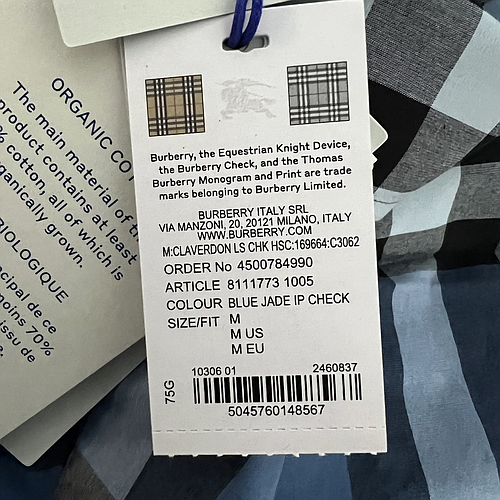 ORGANIC CO
The main material of th
product contains at least
% cotton, all of which is
ganically grown.
BIOLOGIQUE
cipal de ce
moins 70%
issu de
Burberry, the Equestrian Knight Device,
the Burberry Check, and the Thomas
Burberry Monogram and Print are trade
marks belonging to Burberry Limited.
BURBERRY ITALY SRL
VIA MANZONI, 20, 20121 MILANO, ITALY
WWW.BURBERRY.COM
M:CLAVERDON LS CHK HSC:169664:C3062
ORDER No 4500784990
ARTICLE 8111773 1005
COLOUR BLUE JADE IP CHECK
SIZE/FIT M
M US
M EU
75G
10306 01 2460837
5045760148567